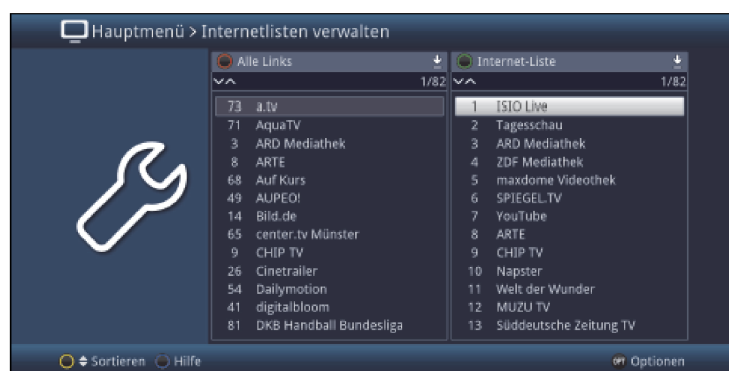 Hauptmenü > Internetlisten verwalten
Alle Links
1/82
73 a.tv
71 AquaTV
3 ARD Mediathek
8 ARTE
68 Auf Kurs
49 AUPEO!
14 Bild.de
65 center.tv Münster
9 CHIP TV
26 Cinetrailer
54 Dailymotion
41 digitalbloom
81 DKB Handball Bundesliga
Internet-Liste
1/82
1 ISIO Live
2 Tagesschau
3 ARD Mediathek
4 ZDF Mediathek
5 maxdome Videothek
6 SPIEGEL.TV
7 YouTube
8 ARTE
9 CHIP TV
10 Napster
11 Welt der Wunder
12 MUZU TV
13 Süddeutsche Zeitung TV
Sortieren Hilfe
OPT Optionen